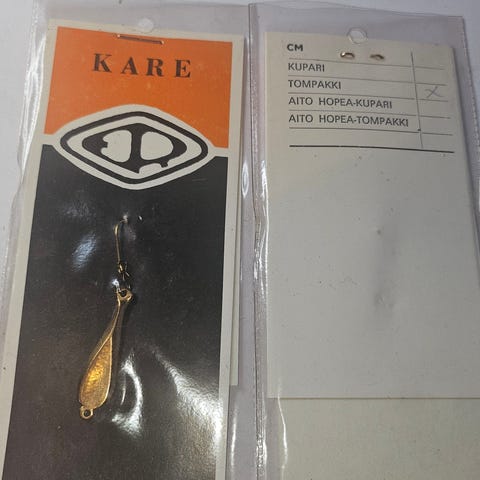 KARE
CM
KUPARI
TOMPAKKI X
AITO HOPEA-KUPARI
AITO HOPEA-TOMPAKKI